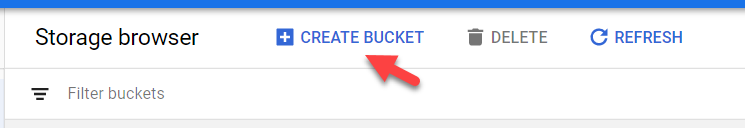 Storage browser CREATE BUCKET DELETE REFRESH
Filter buckets